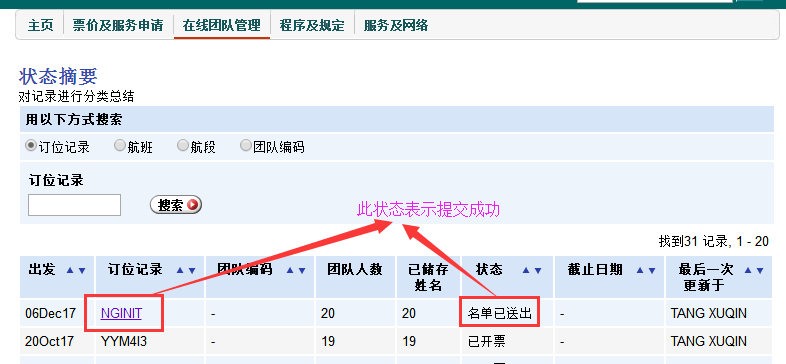 主页 票价及服务申请 在线团队管理 程序及规定 服务及网络
状态摘要
对记录进行分类总结
用以下方式搜索
订位记录 航班 航段 团队编码
订位记录
搜索
此状态表示提交成功
找到31 记录, 1 - 20
出发 订位记录 团队编码 团队人数 已储存姓名 状态 截止日期 最后一次更新于
06Dec17 NGINIT - 20 20 名单已送出 - TANG XUQIN
20Oct17 YYM4I3 - 19 19 已开票 - TANG XUQIN